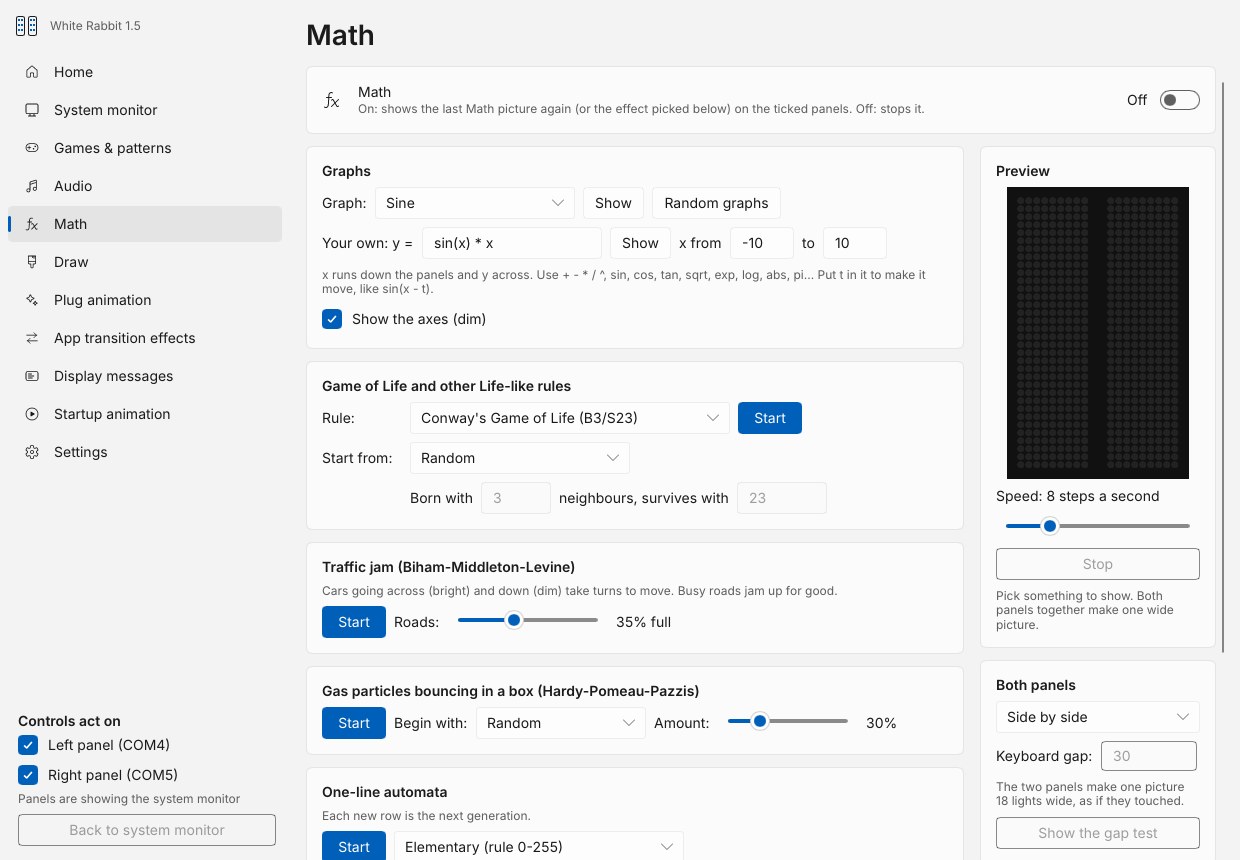 White Rabbit 1.5
Home
System monitor
Games & patterns
Audio
Math
Draw
Plug animation
App transition effects
Display messages
Startup animation
Settings
Controls act on
Left panel (COM4)
Right panel (COM5)
Panels are showing the system monitor
Back to system monitor
Math
Math
On: shows the last Math picture again (or the effect picked below) on the ticked panels. Off: stops it.
Off
Graphs
Graph: Sine Show Random graphs
Your own: y = sin(x) * x Show x from -10 to 10
x runs down the panels and y across. Use + - * / ^, sin, cos, tan, sqrt, exp, log, abs, pi... Put t in it to make it
move, like sin(x - t).
Show the axes (dim)
Game of Life and other Life-like rules
Rule: Conway's Game of Life (B3/S23) Start
Start from: Random
Born with 3 neighbours, survives with 23
Traffic jam (Biham-Middleton-Levine)
Cars going across (bright) and down (dim) take turns to move. Busy roads jam up for good.
Start Roads: 35% full
Gas particles bouncing in a box (Hardy-Pomeau-Pazzis)
Start Begin with: Random Amount: 30%
One-line automata
Each new row is the next generation.
Start Elementary (rule 0-255)
Preview
Speed: 8 steps a second
Stop
Pick something to show. Both
panels together make one wide
picture.
Both panels
Side by side
Keyboard gap: 30
The two panels make one picture
18 lights wide, as if they touched.
Show the gap test